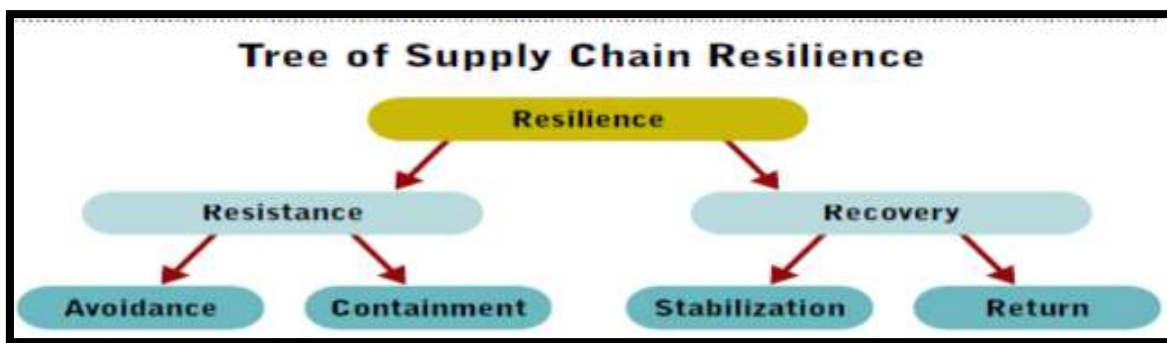 Tree of Supply Chain Resilience
Resilience
Resistance Recovery
Avoidance Containment Stabilization Return